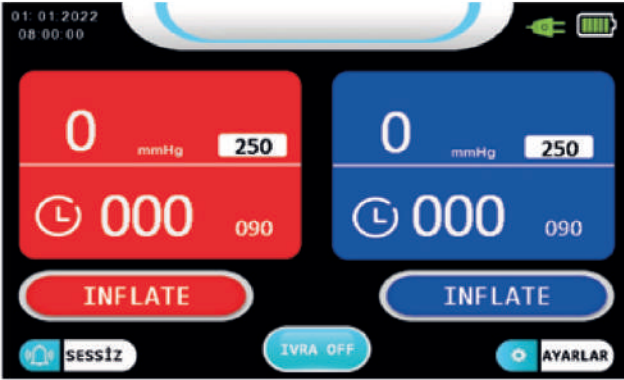 01:01.2022
08:00:00
0 mmHg 250
000 090
INFLATE
0 mmHg 250
000 090
INFLATE
SESSİZ
IVRA OFF
AYARLAR